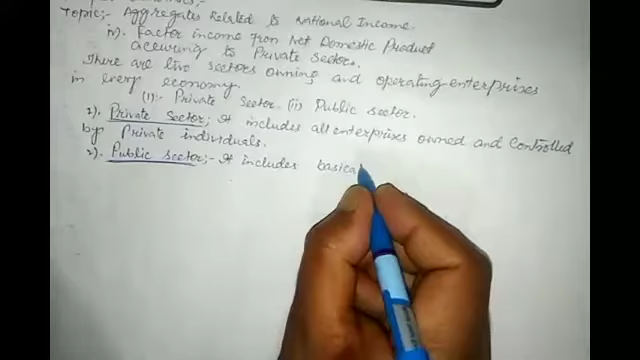 Topic;- Aggregates Related to National Income.
iv). Factor income from Net Domestic Product
accuring to Private Sector.
There are two sectors owning and operating enterprises
in every economy.
(i):- Private Sector (ii) Public sector.
1). Private Sector; It includes all enterprises owned and Controlled
by Private individuals.
2). Public Sector;- It includes basica